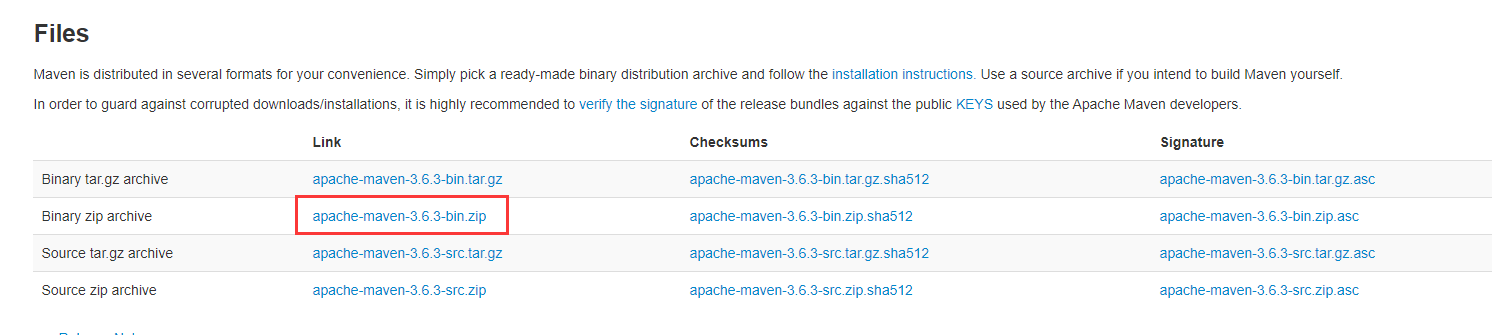 Files
Maven is distributed in several formats for your convenience. Simply pick a ready-made binary distribution archive and follow the installation instructions. Use a source archive if you intend to build Maven yourself.
In order to guard against corrupted downloads/installations, it is highly recommended to verify the signature of the release bundles against the public KEYS used by the Apache Maven developers.
Link Checksums Signature
Binary tar.gz archive apache-maven-3.6.3-bin.tar.gz apache-maven-3.6.3-bin.tar.gz.sha512 apache-maven-3.6.3-bin.tar.gz.asc
Binary zip archive apache-maven-3.6.3-bin.zip apache-maven-3.6.3-bin.zip.sha512 apache-maven-3.6.3-bin.zip.asc
Source tar.gz archive apache-maven-3.6.3-src.tar.gz apache-maven-3.6.3-src.tar.gz.sha512 apache-maven-3.6.3-src.tar.gz.asc
Source zip archive apache-maven-3.6.3-src.zip apache-maven-3.6.3-src.zip.sha512 apache-maven-3.6.3-src.zip.asc